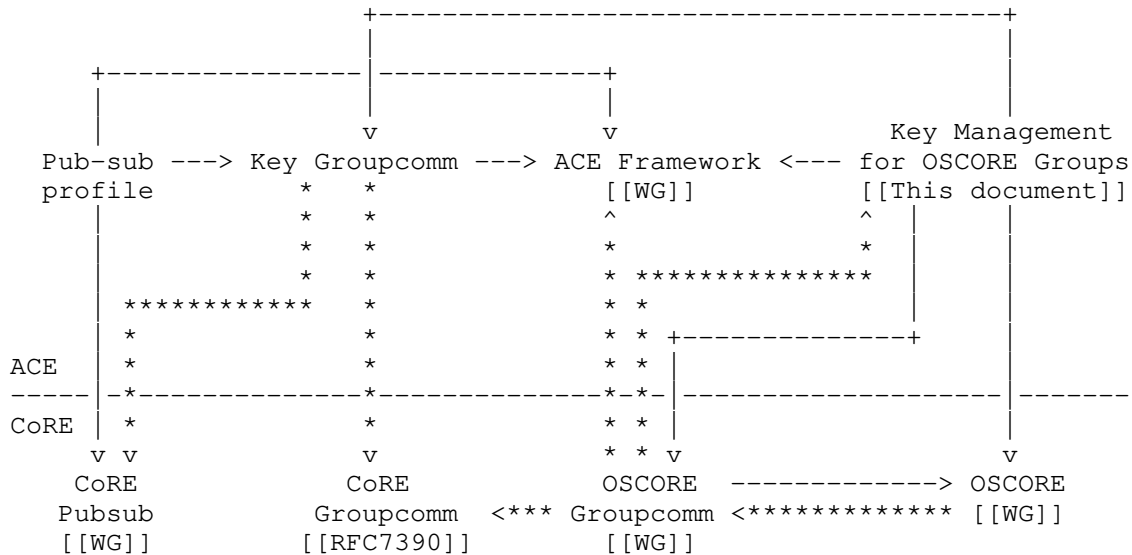 Key Management
Pub-sub ---> Key Groupcomm ---> ACE Framework <--- for OSCORE Groups
profile [[WG]] [[This document]]
ACE
CoRE
CoRE CoRE OSCORE -------------> OSCORE
Pubsub Groupcomm <*** Groupcomm <************** [[WG]]
[[WG]] [[RFC7390]] [[WG]]